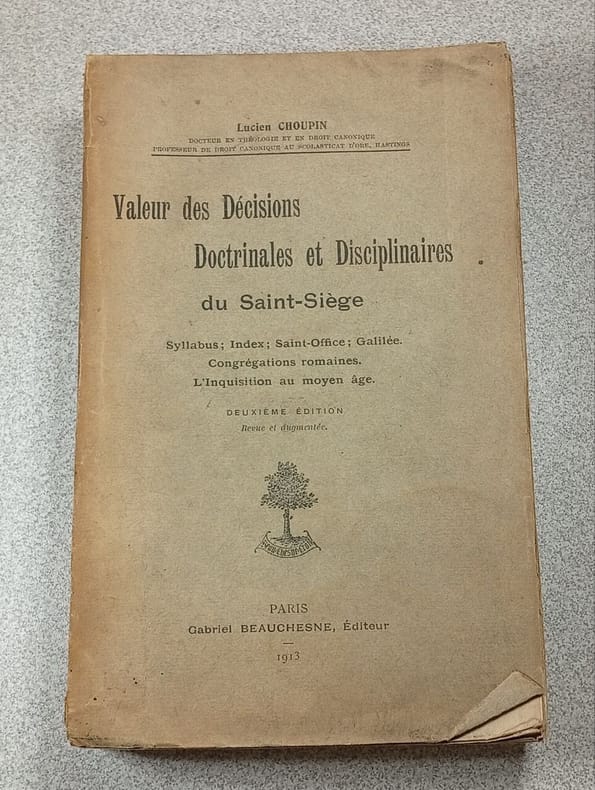 Lucien CHOUPIN
DOCTEUR EN THÉOLOGIE ET EN DROIT CANONIQUE
PROFESSEUR DE DROIT CANONIQUE AU SCOLASTICAT D'ORE, HASTINGS
Valeur des Décisions
Doctrinales et Disciplinaires
du Saint-Siège
Syllabus; Index; Saint-Office; Galilée.
Congrégations romaines.
L'Inquisition au moyen âge.
DEUXIÈME ÉDITION
Revue et augmentée.
PARIS
Gabriel BEAUCHESNE, Éditeur
1913